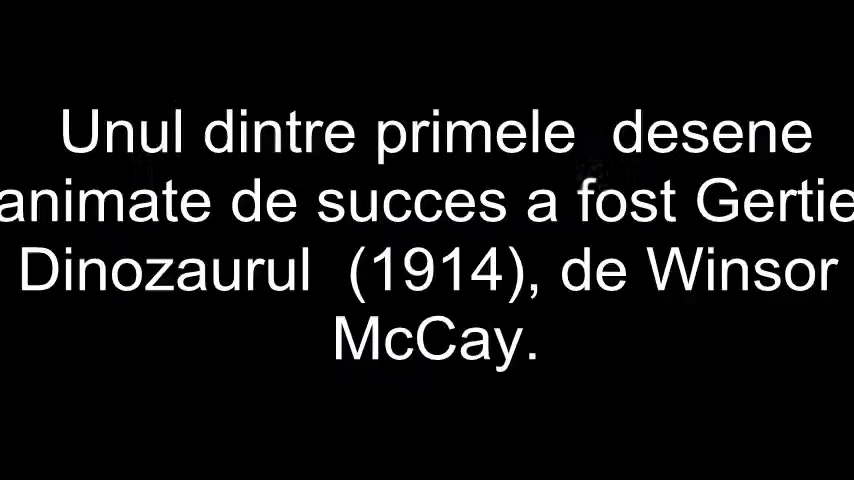 Unul dintre primele  desene
animate de succes a fost Gertie
Dinozaurul  (1914), de Winsor
McCay.